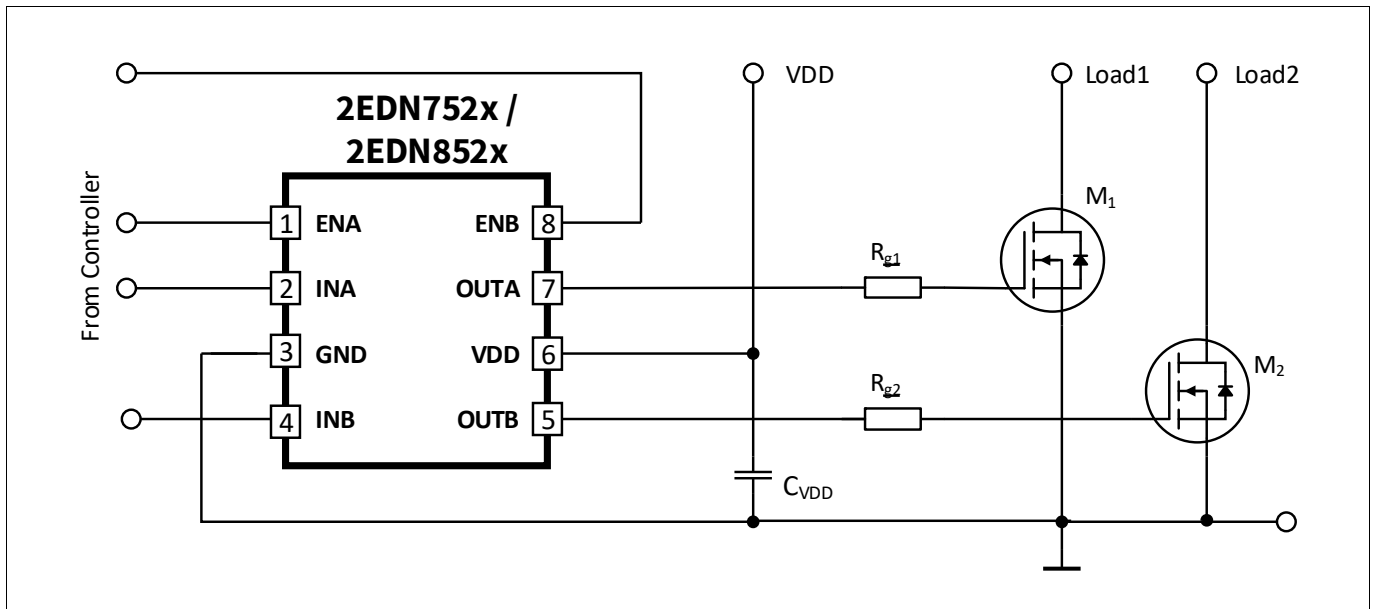 VDD
Load1
Load2
2EDN752x /
2EDN852x
From Controller
M1
1 ENA
ENB 8
Rg1
2 INA
OUTA 7
3 GND
VDD 6
M2
Rg2
4 INB
OUTB 5
CVDD